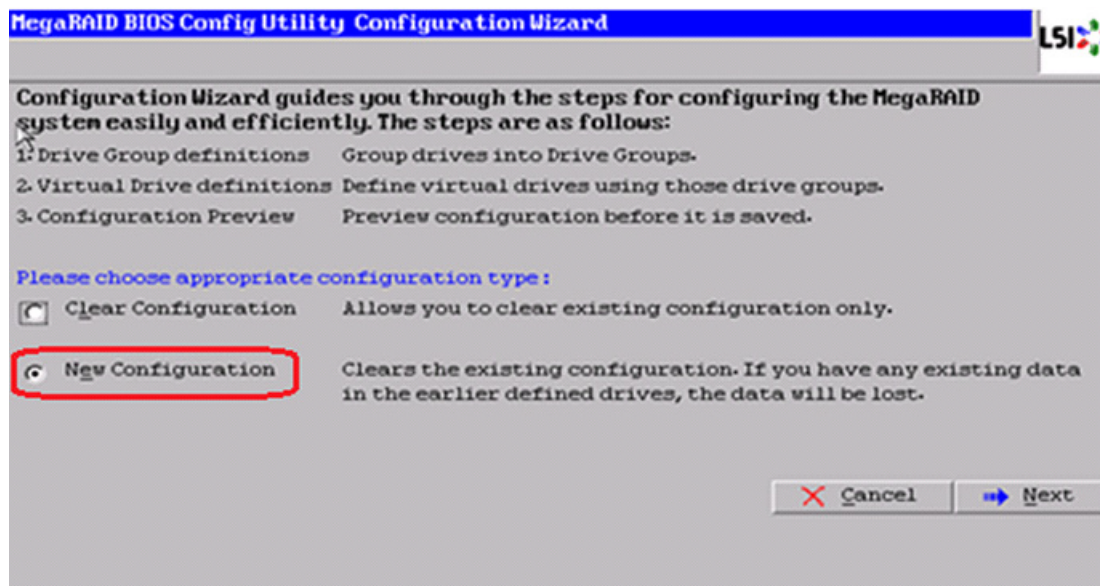 MegaRAID BIOS Config Utility Configuration Wizard
LSI
Configuration Wizard guides you through the steps for configuring the MegaRAID
system easily and efficiently. The steps are as follows:
1. Drive Group definitions Group drives into Drive Groups.
2. Virtual Drive definitions Define virtual drives using those drive groups.
3. Configuration Preview Preview configuration before it is saved.
Please choose appropriate configuration type:
Clear Configuration Allows you to clear existing configuration only.
New Configuration Clears the existing configuration. If you have any existing data
in the earlier defined drives, the data will be lost.
Cancel Next